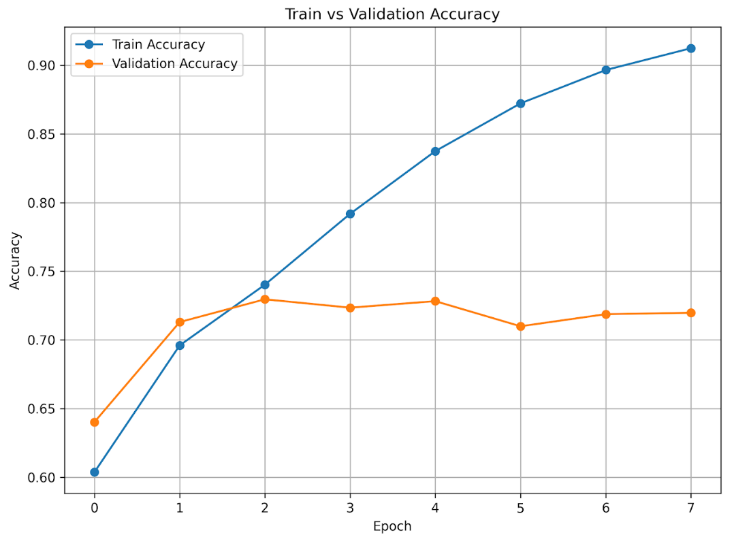 Train vs Validation Accuracy
Train Accuracy
Validation Accuracy
0.90
0.85
0.80
0.75
0.70
0.65
0.60
Accuracy
0 1 2 3 4 5 6 7
Epoch